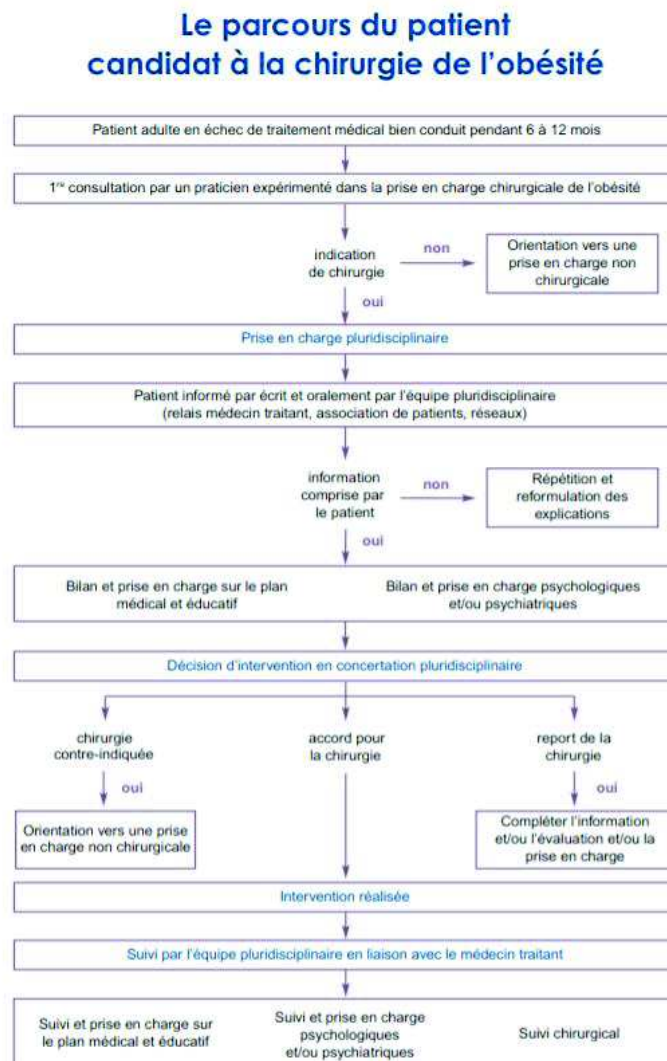 Le parcours du patient
candidat à la chirurgie de l'obésité
Patient adulte en échec de traitement médical bien conduit pendant 6 à 12 mois
1re consultation par un praticien expérimenté dans la prise en charge chirurgicale de l'obésité
indication
de chirurgie
non
Orientation vers une
prise en charge non
chirurgicale
oui
Prise en charge pluridisciplinaire
Patient informé par écrit et oralement par l'équipe pluridisciplinaire
(relais médecin traitant, association de patients, réseaux)
information
comprise par
le patient
non
Répétition et
reformulation des
explications
oui
Bilan et prise en charge sur le plan
médical et éducatif
Bilan et prise en charge psychologiques
et/ou psychiatriques
Décision d'intervention en concertation pluridisciplinaire
chirurgie
contre-indiquée
accord pour
la chirurgie
report de la
chirurgie
oui
oui
Orientation vers une prise
en charge non chirurgicale
Compléter l'information
et/ou l'évaluation et/ou la
prise en charge
Intervention réalisée
Suivi par l'équipe pluridisciplinaire en liaison avec le médecin traitant
Suivi et prise en charge sur
le plan médical et éducatif
Suivi et prise en charge
psychologiques
et/ou psychiatriques
Suivi chirurgical